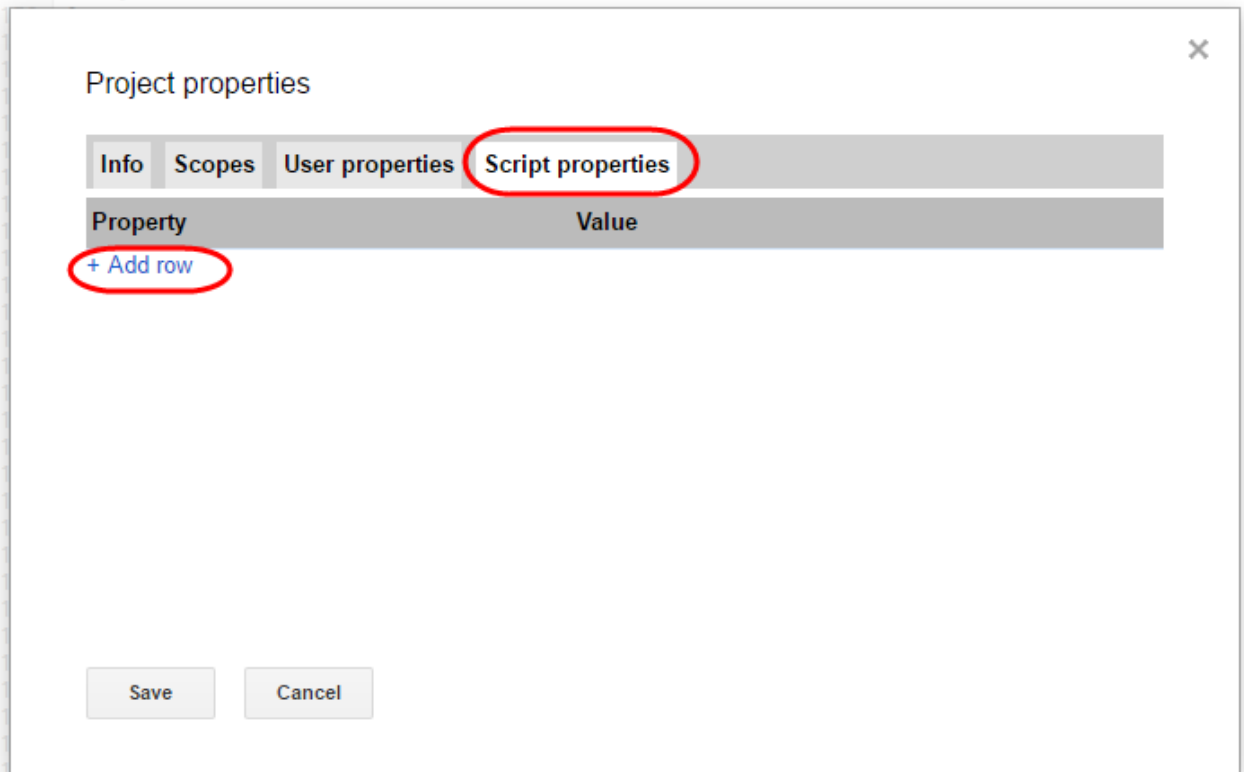 Project properties
Info Scopes User properties Script properties
Property Value
+ Add row
Save Cancel